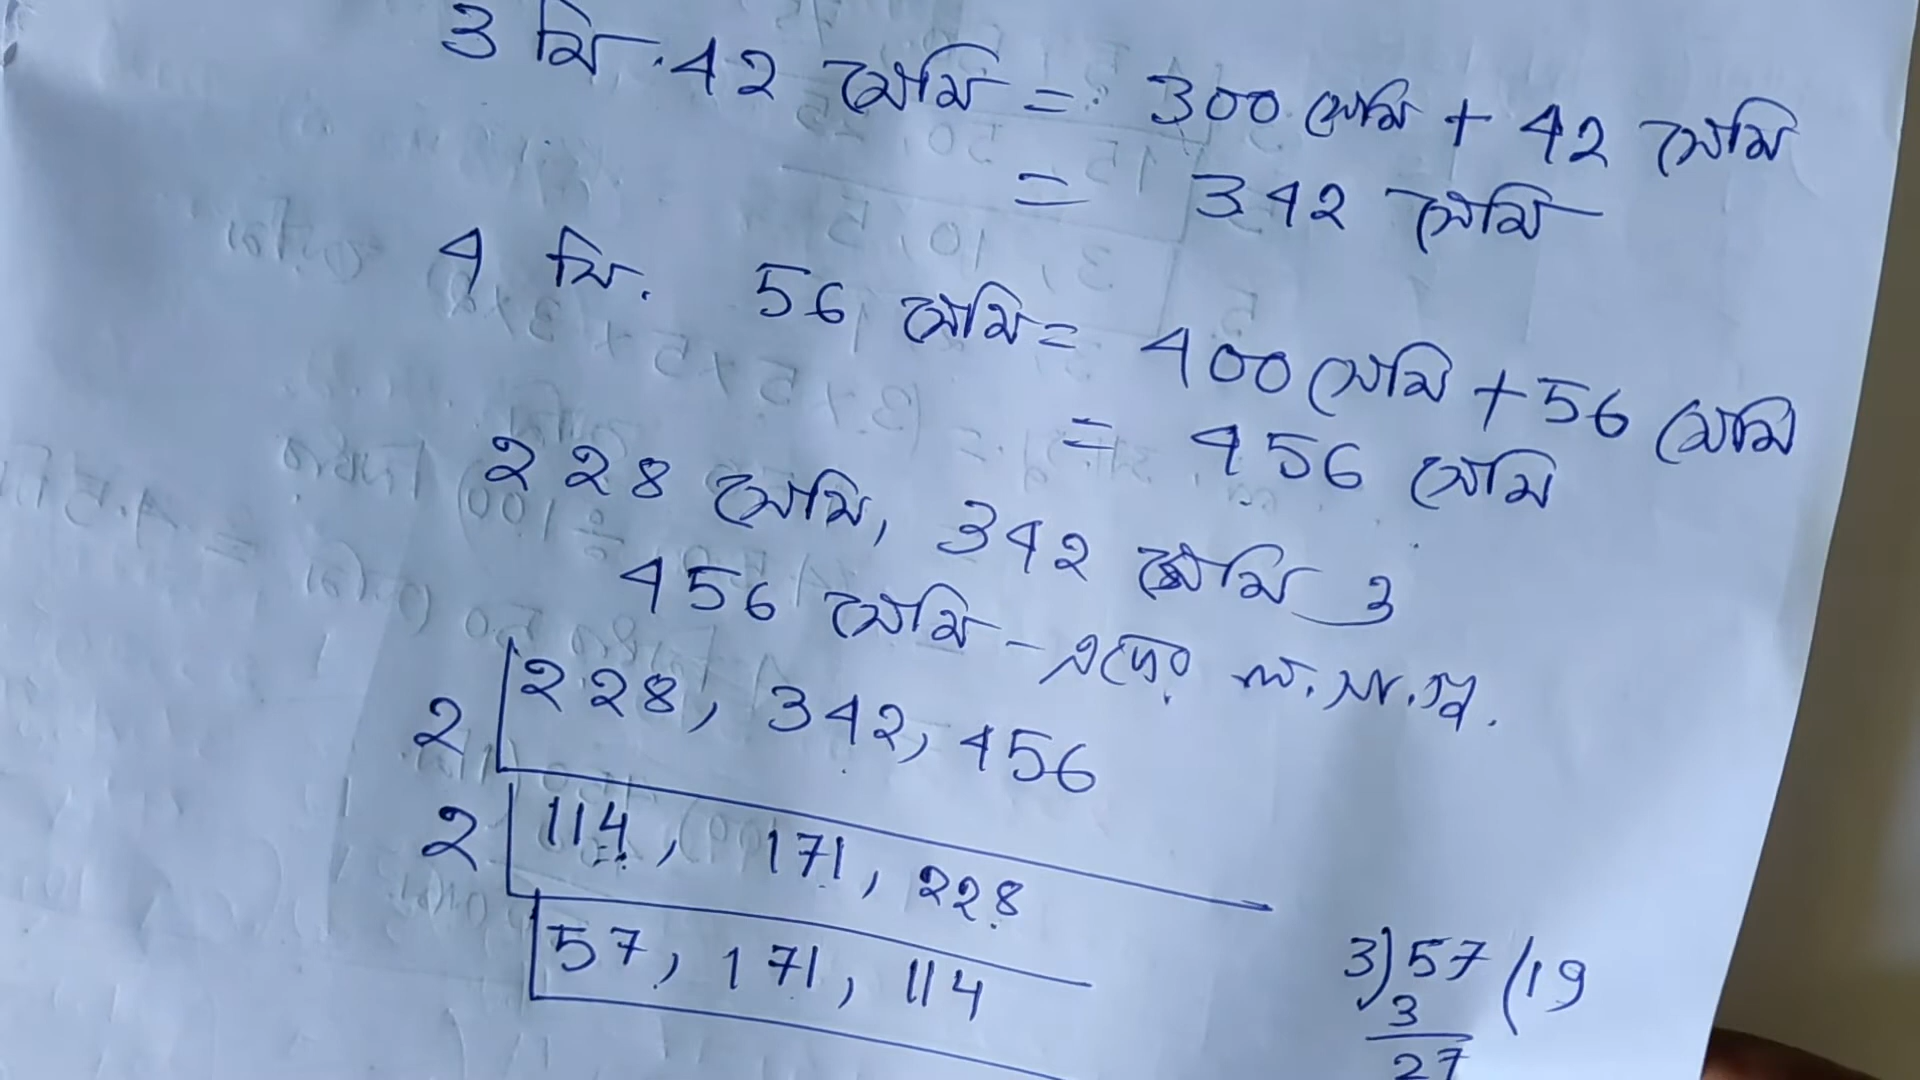 3 মি. 42 সেমি = 300 সেমি + 42 সেমি
= 342 সেমি
4 মি. 56 সেমি = 400 সেমি + 56 সেমি
= 456 সেমি
228 সেমি, 342 সেমি ও
456 সেমি - এদের ল.সা.গু.
2 228, 342, 456
2 114, 171, 228
57, 171, 114
3) 57 (19
3
27